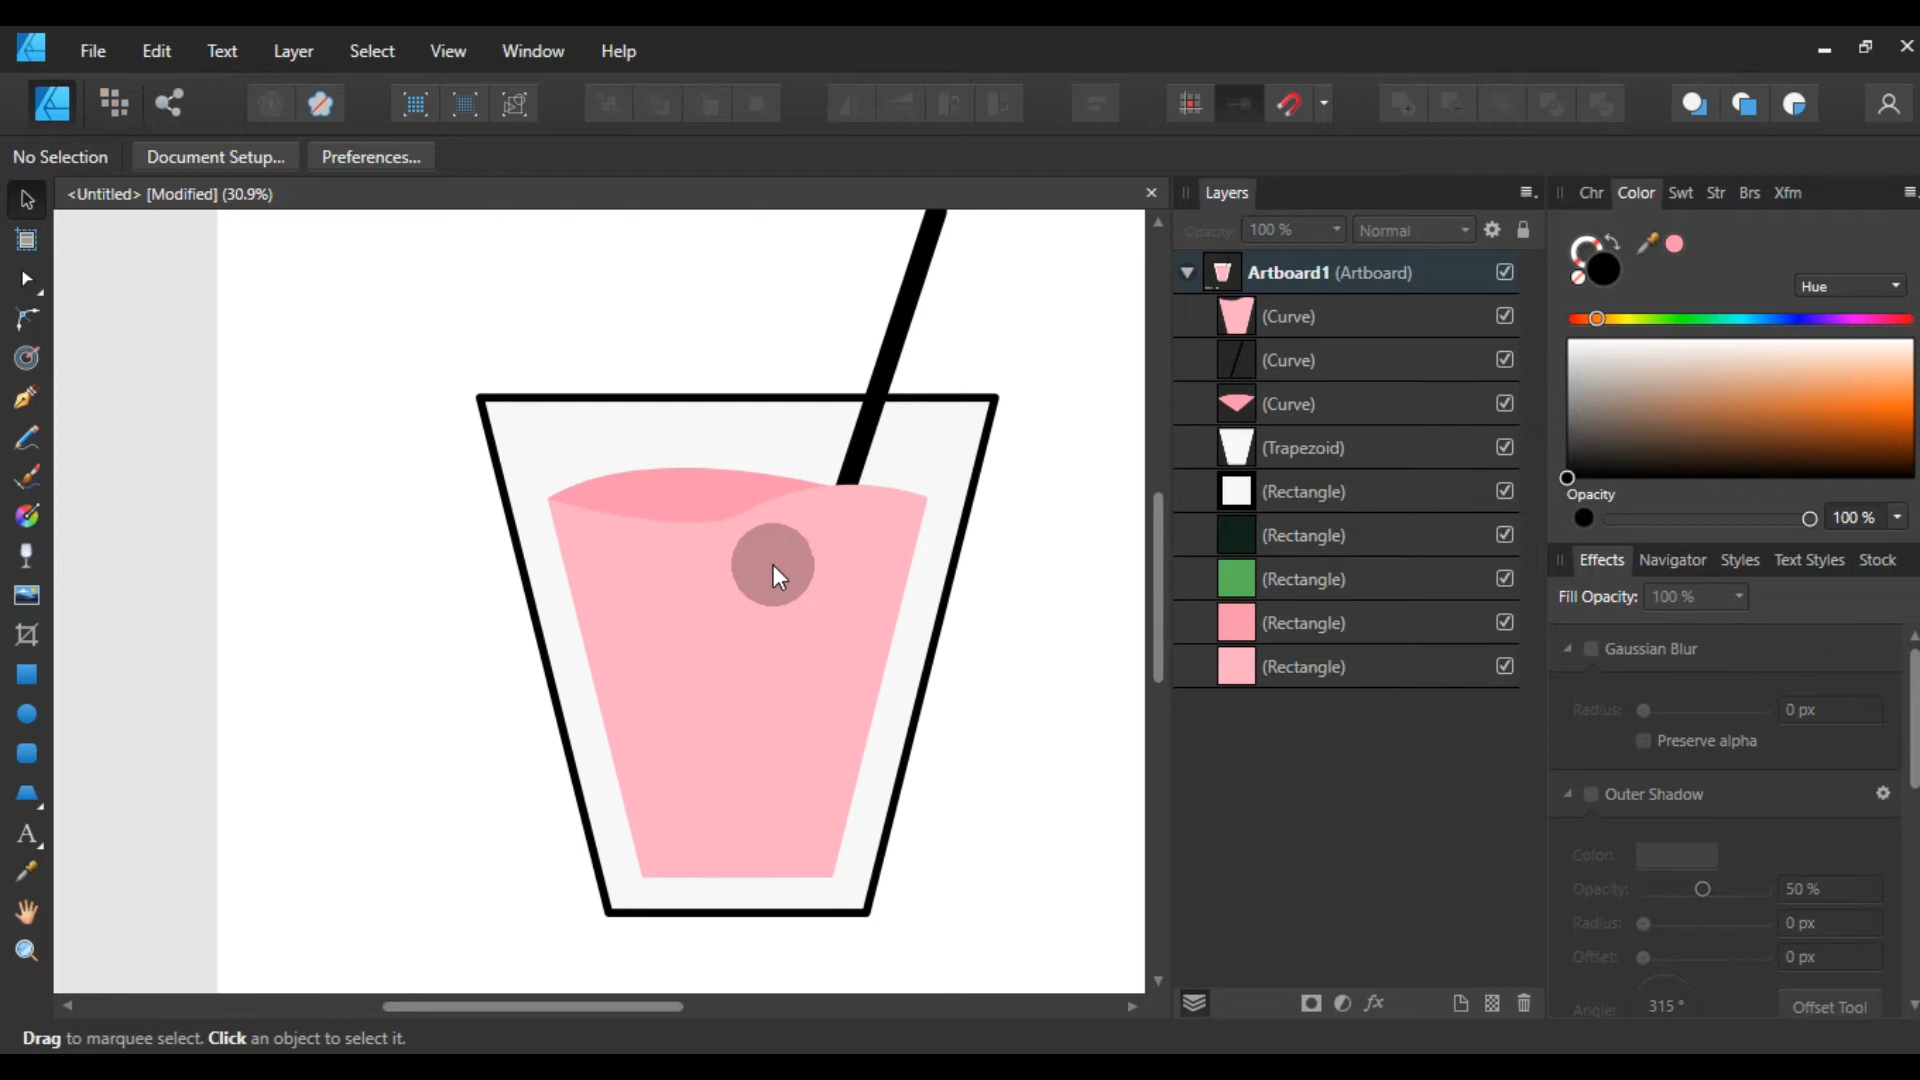 File Edit Text Layer Select View Window Help
No Selection Document Setup... Preferences...
<Untitled> [Modified] (30.9%)
Layers
Chr Color Swt Str Brs Xfm
Opacity: 100 % Normal
Artboard1 (Artboard)
Hue
(Curve)
(Curve)
(Curve)
(Trapezoid)
(Rectangle)
Opacity
100 %
(Rectangle)
Effects Navigator Styles Text Styles Stock
(Rectangle)
Fill Opacity: 100 %
(Rectangle)
Gaussian Blur
(Rectangle)
Radius: 0 px
Preserve alpha
Outer Shadow
Color:
Opacity: 50 %
Radius: 0 px
Offset: 0 px
Angle: 315 ° Offset Tool
fx
Drag to marquee select. Click an object to select it.